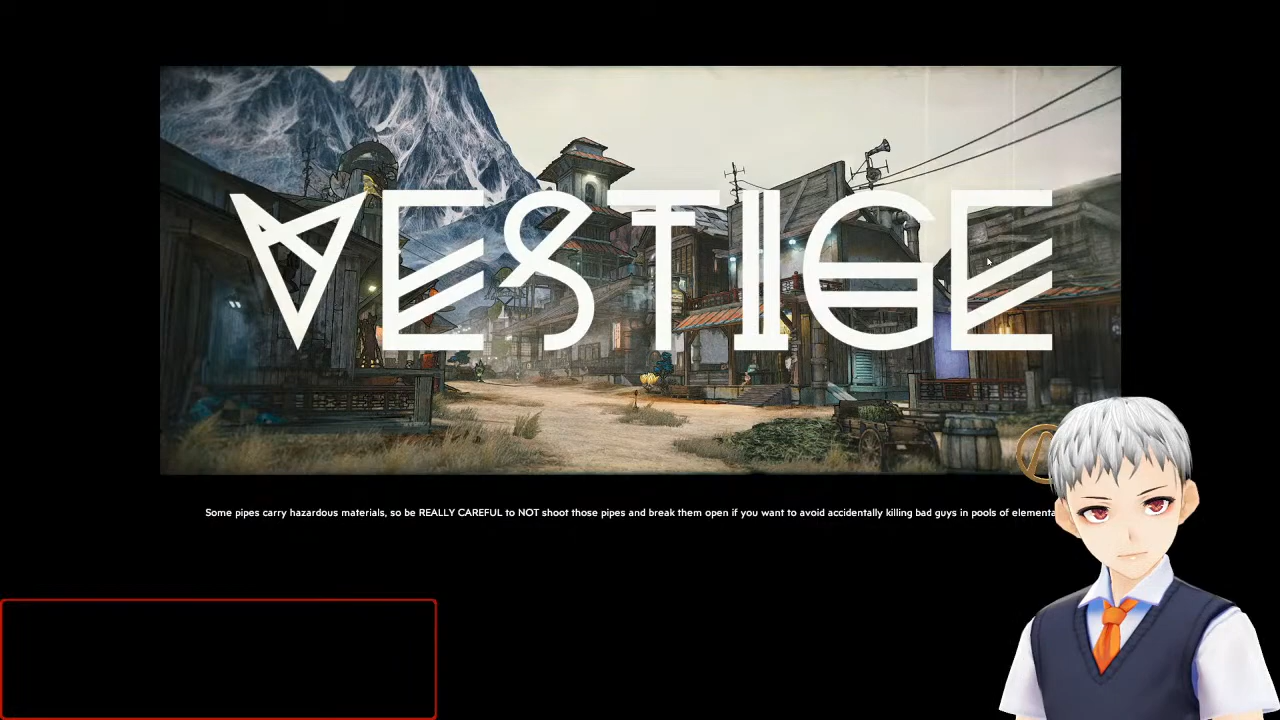 VESTIGE
Some pipes carry hazardous materials, so be REALLY CAREFUL to NOT shoot those pipes and break them open if you want to avoid accidentally killing bad guys in pools of